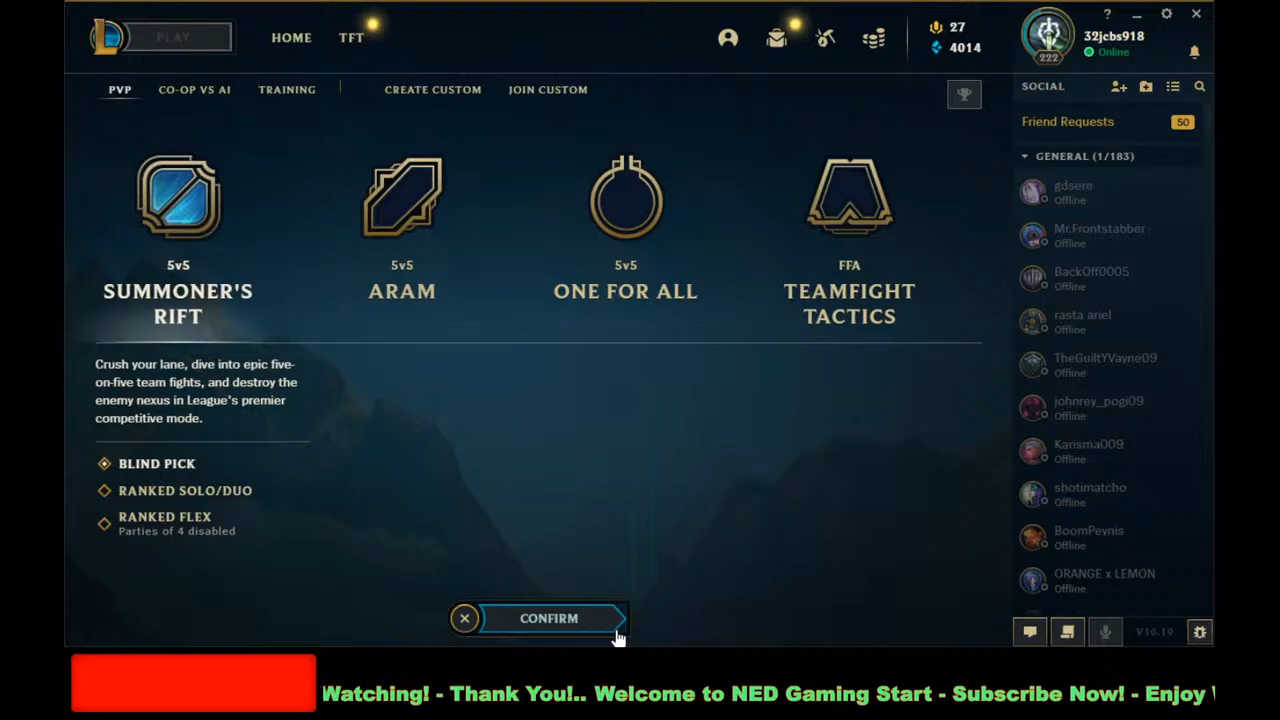 PLAY
HOME
TFT
27
4014
222
?
32jcbs918
Online
PVP
CO-OP VS AI
TRAINING
CREATE CUSTOM
JOIN CUSTOM
SOCIAL
Friend Requests
50
GENERAL (1/183)
5v5
SUMMONER'S
RIFT
5v5
ARAM
5v5
ONE FOR ALL
FFA
TEAMFIGHT
TACTICS
Crush your lane, dive into epic five-
on-five team fights, and destroy the
enemy nexus in League's premier
competitive mode.
BLIND PICK
RANKED SOLO/DUO
RANKED FLEX
Parties of 4 disabled
CONFIRM
gdsere
Offline
Mr.Frontstabber
Offline
BackOff0005
Offline
rasta ariel
Offline
TheGuiltYVayne09
Offline
johnrey_pogi09
Offline
Karisma009
Offline
shotimatcho
Offline
BoomPeynis
Offline
ORANGE x LEMON
Offline
V10.19
Watching! - Thank You!.. Welcome to NED Gaming Start - Subscribe Now! - Enjoy